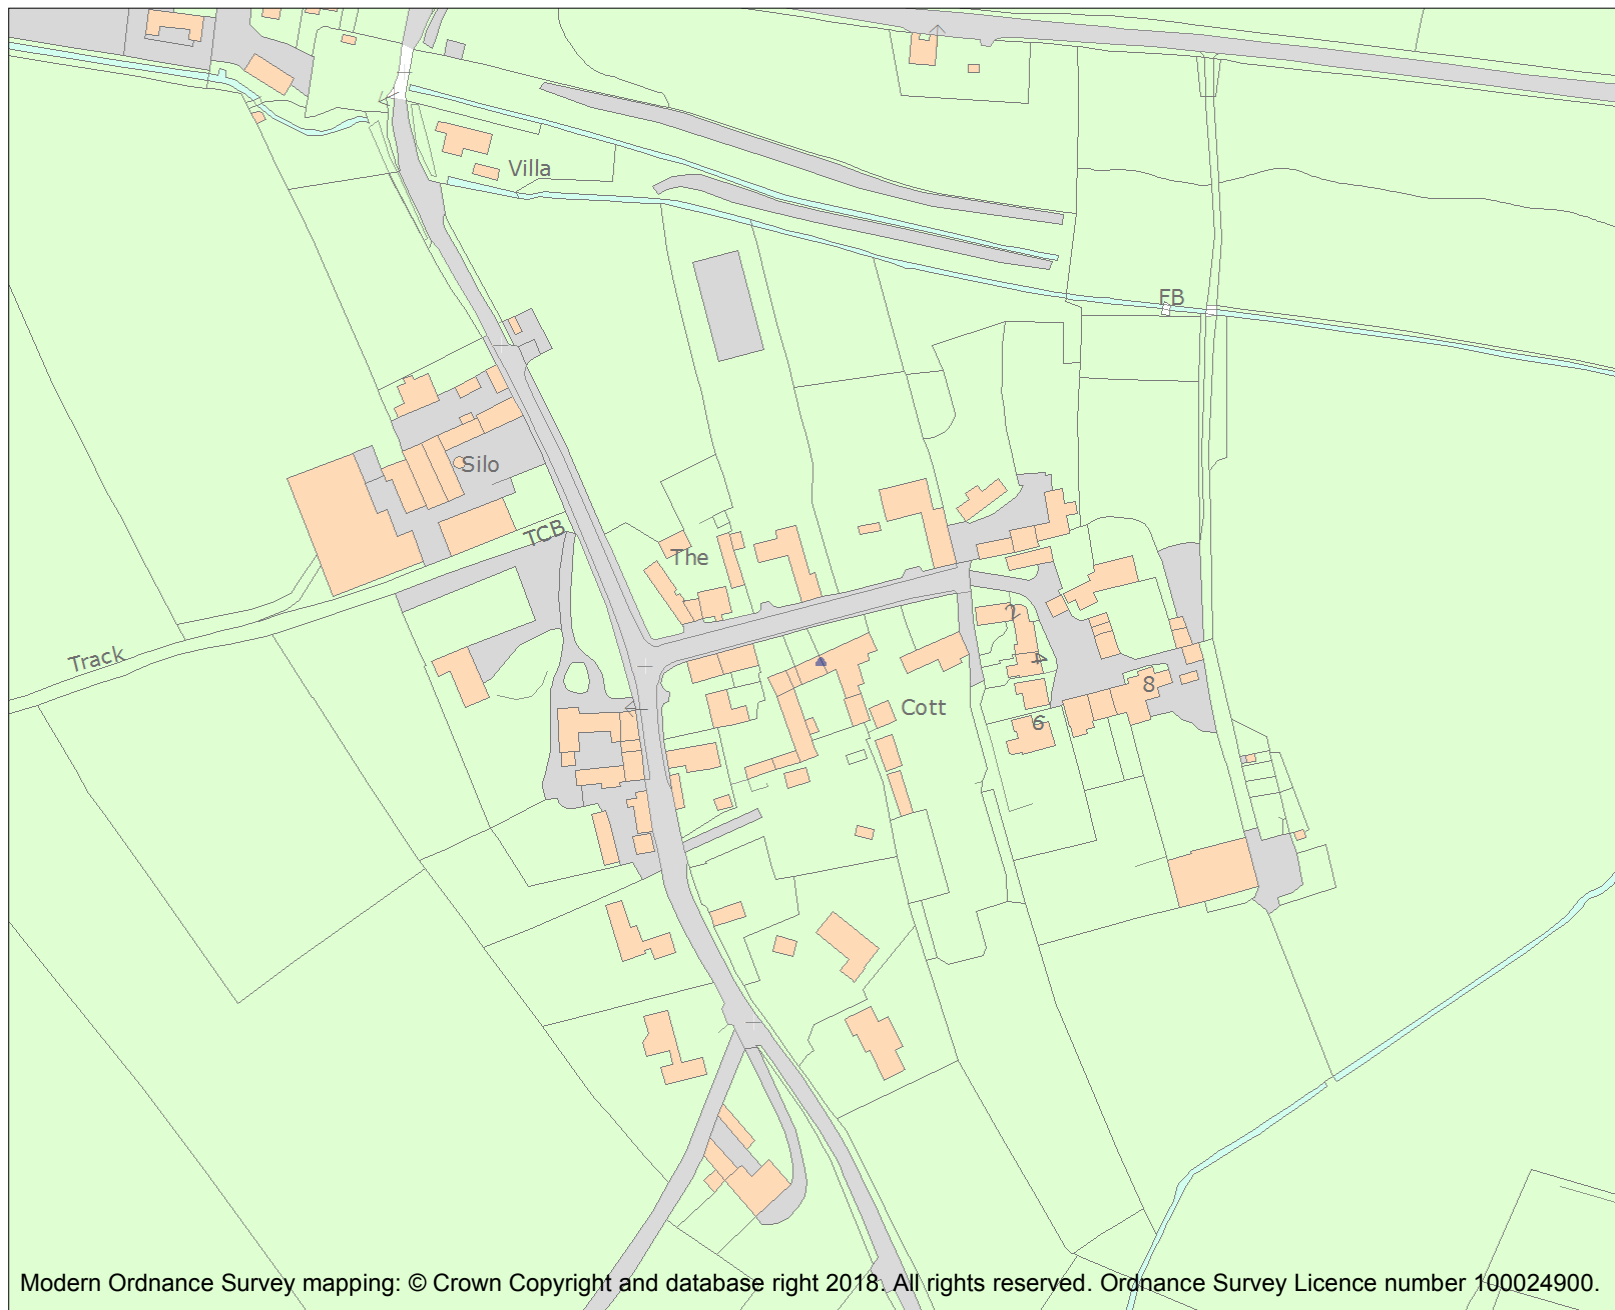 Villa
FB
Silo
TCB
The
Track
2
4
8
Cott
6
Modern Ordnance Survey mapping: © Crown Copyright and database right 2018. All rights reserved. Ordnance Survey Licence number 100024900.